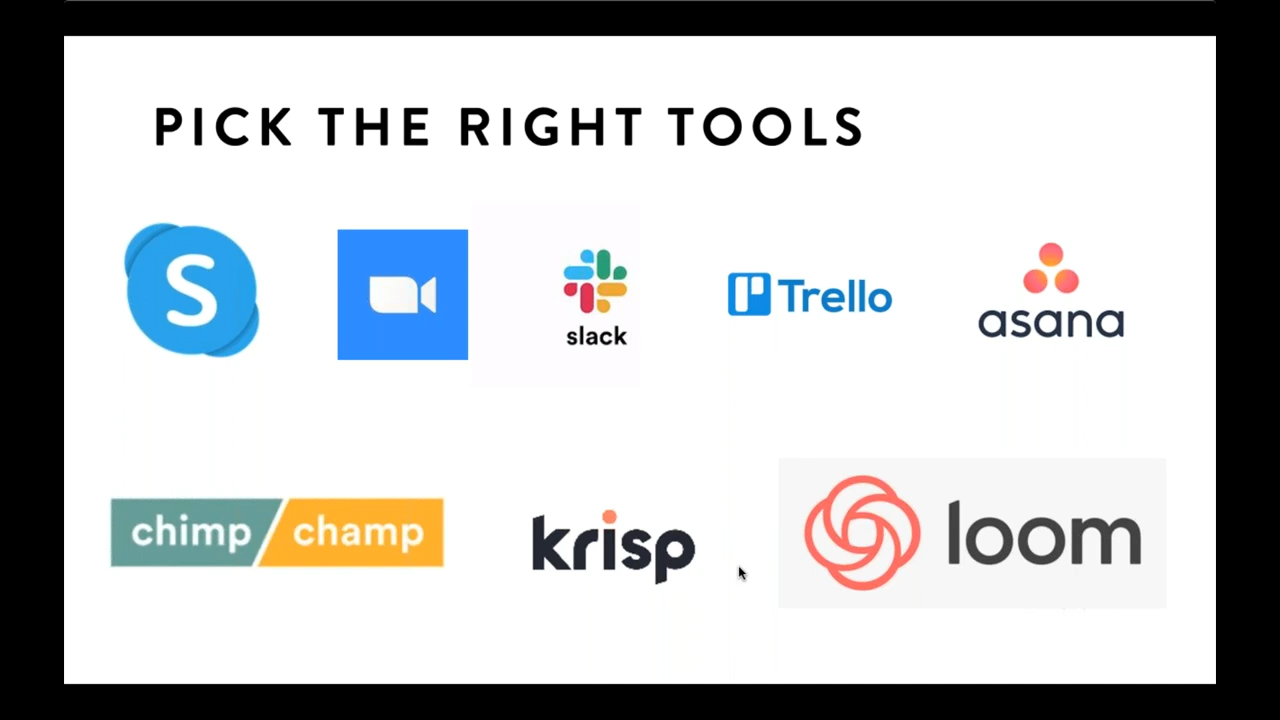 PICK THE RIGHT TOOLS
S
slack
Trello
asana
chimp / champ
krisp
loom